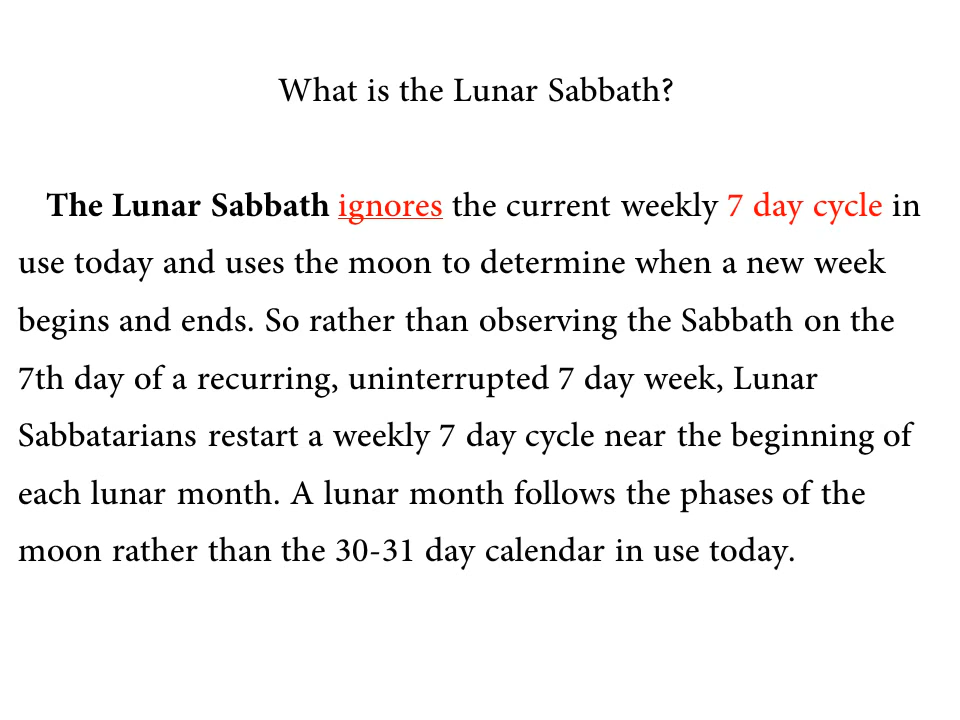 What is the Lunar Sabbath?
The Lunar Sabbath ignores the current weekly 7 day cycle in
use today and uses the moon to determine when a new week
begins and ends. So rather than observing the Sabbath on the
7th day of a recurring, uninterrupted 7 day week, Lunar
Sabbatarians restart a weekly 7 day cycle near the beginning of
each lunar month. A lunar month follows the phases of the
moon rather than the 30-31 day calendar in use today.